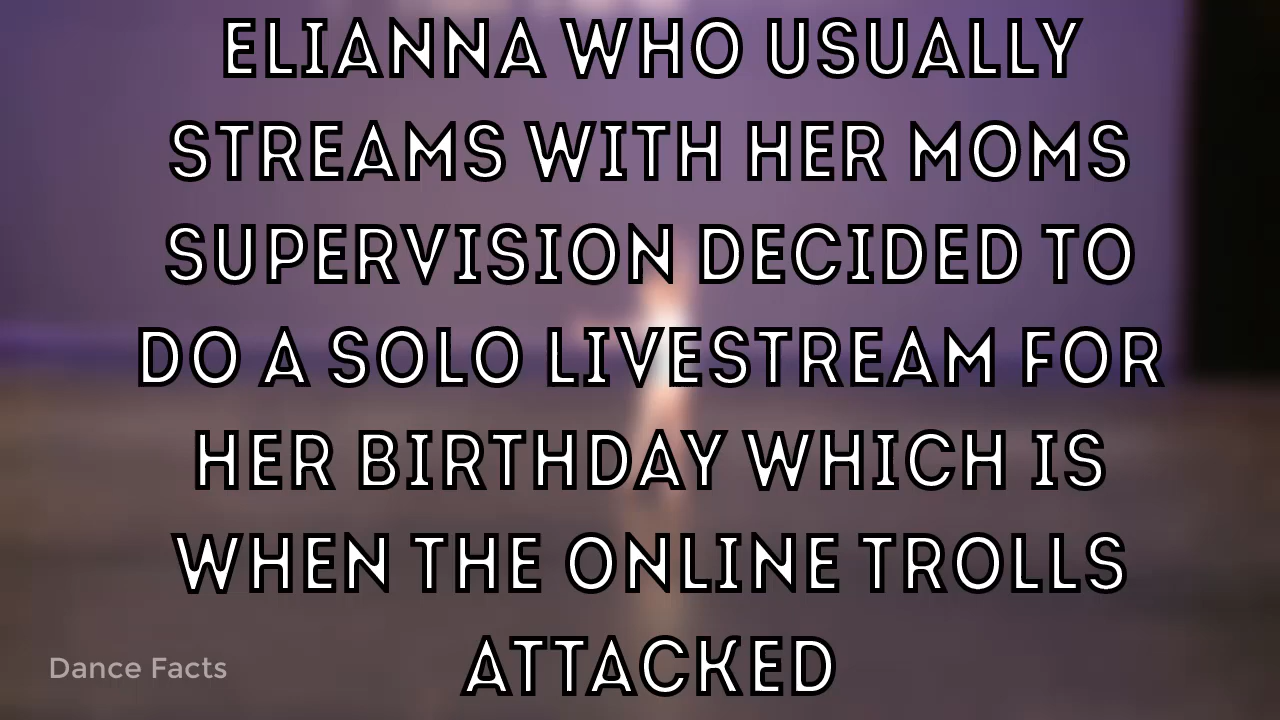 ELIANNA WHO USUALLY
STREAMS WITH HER MOMS
SUPERVISION DECIDED TO
DO A SOLO LIVESTREAM FOR
HER BIRTHDAY WHICH IS
WHEN THE ONLINE TROLLS
ATTACKED
Dance Facts